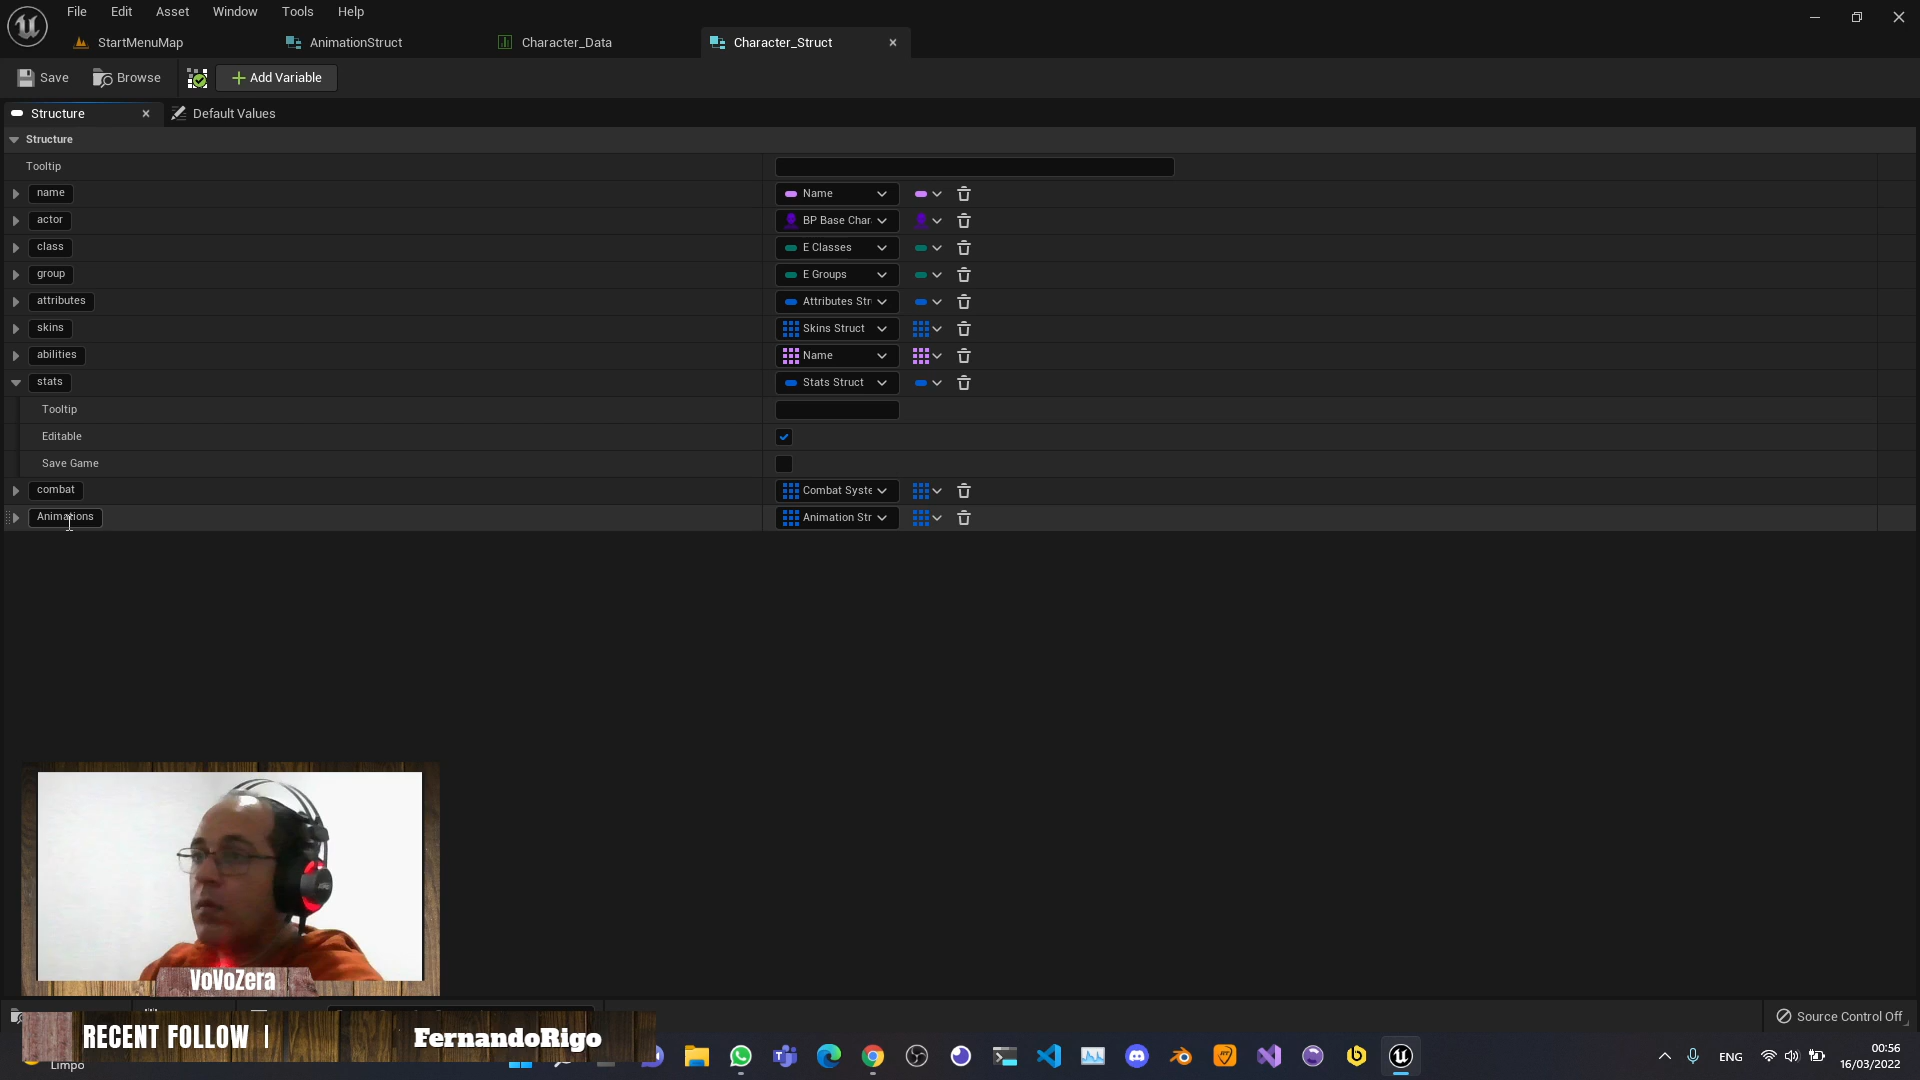 File Edit Asset Window Tools Help
StartMenuMap AnimationStruct Character_Data Character_Struct
Save Browse Add Variable
Structure Default Values
Structure
Tooltip
name Name
actor BP Base Char
class E Classes
group E Groups
attributes Attributes Str
skins Skins Struct
abilities Name
stats Stats Struct
Tooltip
Editable
Save Game
combat Combat Syste
Animations Animation Str
VoVoZera
Source Control Off
RECENT FOLLOW | FernandoRigo
Limpo
ENG
00:56
16/03/2022